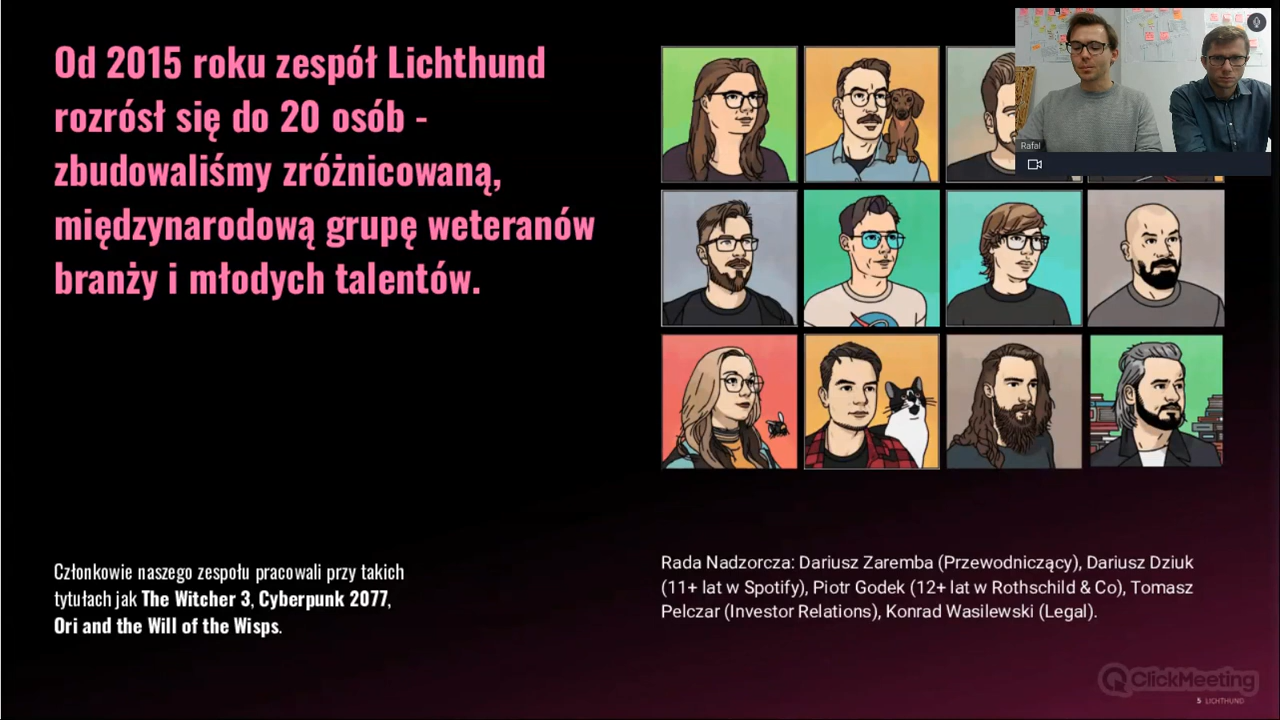 Od 2015 roku zespół Lichthund
rozrósł się do 20 osób -
zbudowaliśmy zróżnicowaną,
międzynarodową grupę weteranów
branży i młodych talentów.
Rafał
Członkowie naszego zespołu pracowali przy takich
tytułach jak The Witcher 3, Cyberpunk 2077,
Ori and the Will of the Wisps.
Rada Nadzorcza: Dariusz Zaremba (Przewodniczący), Dariusz Dziuk
(11+ lat w Spotify), Piotr Godek (12+ lat w Rothschild & Co), Tomasz
Pelczar (Investor Relations), Konrad Wasilewski (Legal).
ClickMeeting
5 LICHTHUND